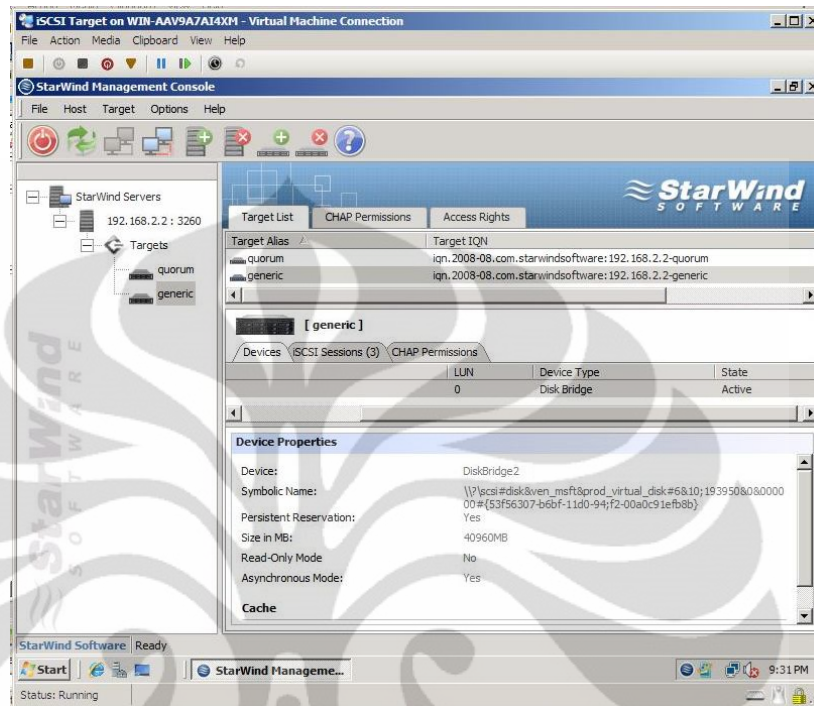 iSCSI Target on WIN-AAV9A7AI4XM - Virtual Machine Connection
File Action Media Clipboard View Help
StarWind Management Console
File Host Target Options Help
StarWind Servers
192.168.2.2 : 3260
Targets
quorum
generic
StarWind
SOFTWARE
Target List CHAP Permissions Access Rights
Target Alias Target IQN
quorum iqn.2008-08.com.starwindsoftware:192.168.2.2-quorum
generic iqn.2008-08.com.starwindsoftware:192.168.2.2-generic
[ generic ]
Devices iSCSI Sessions (3) CHAP Permissions
LUN Device Type State
0 Disk Bridge Active
Device Properties
Device: DiskBridge2
Symbolic Name: \\?\scsi#disk&ven_msft&prod_virtual_disk#6&10;193950&0&0000
00#{53f56307-b6bf-11d0-94;f2-00a0c91efb8b}
Persistent Reservation: Yes
Size in MB: 40960MB
Read-Only Mode No
Asynchronous Mode: Yes
Cache
StarWind
SOFTWARE
StarWind Software Ready
Start StarWind Manageme... 9:31 PM
Status: Running